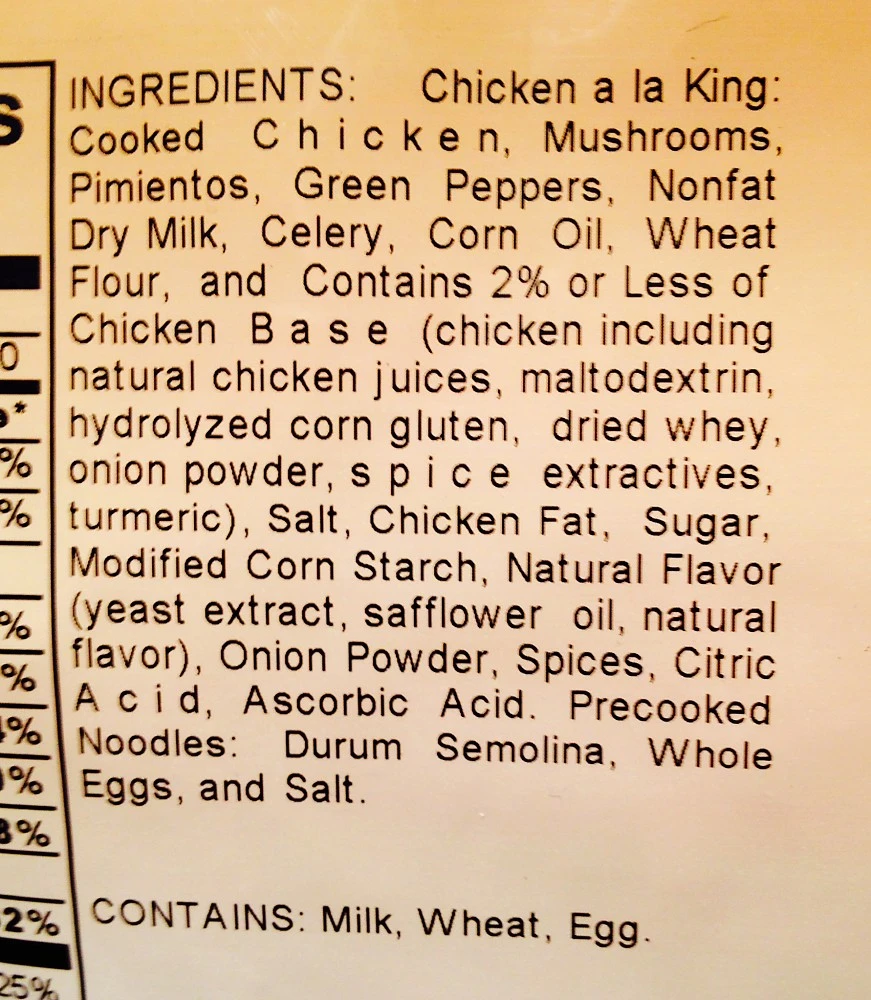 S
INGREDIENTS: Chicken a la King:
Cooked Chicken, Mushrooms,
Pimientos, Green Peppers, Nonfat
Dry Milk, Celery, Corn Oil, Wheat
Flour, and Contains 2% or Less of
Chicken Base (chicken including
natural chicken juices, maltodextrin,
hydrolyzed corn gluten, dried whey,
onion powder, spice extractives,
turmeric), Salt, Chicken Fat, Sugar,
Modified Corn Starch, Natural Flavor
(yeast extract, safflower oil, natural
flavor), Onion Powder, Spices, Citric
Acid, Ascorbic Acid. Precooked
Noodles: Durum Semolina, Whole
Eggs, and Salt.
CONTAINS: Milk, Wheat, Egg.
0
%
%
%
%
%
%
8%
2%
25%